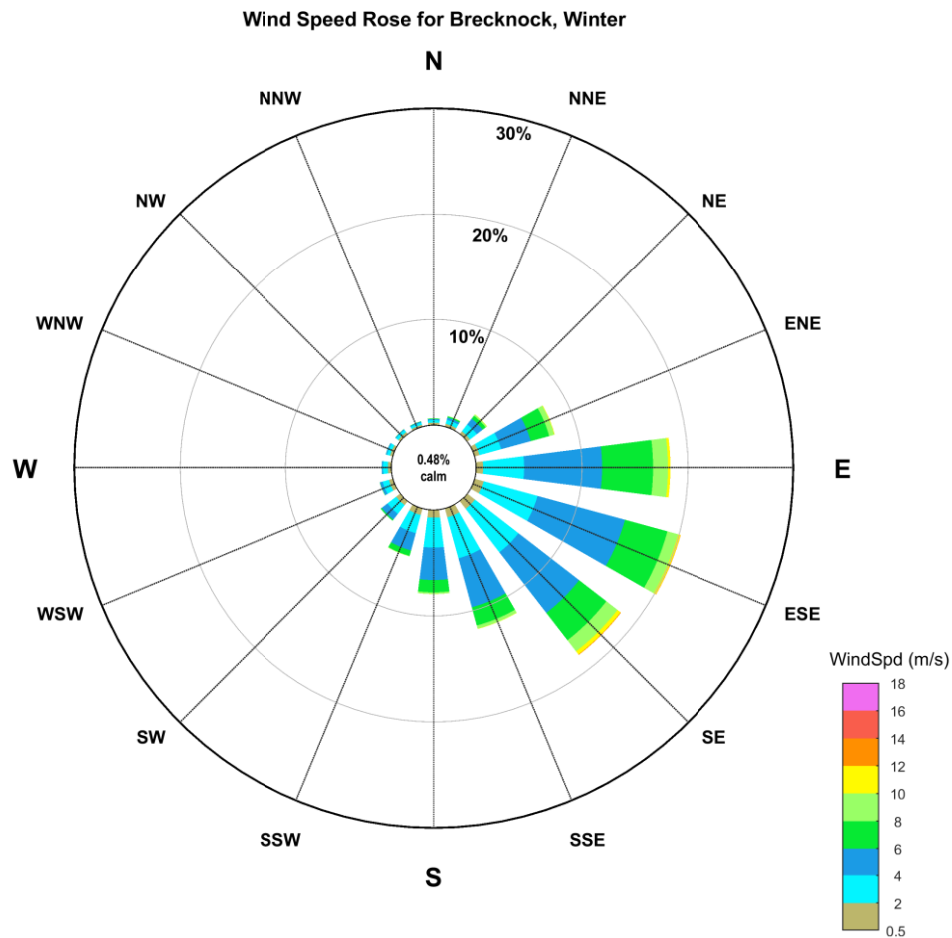 Wind Speed Rose for Brecknock, Winter
N
NNW
NNE
30%
NW
NE
20%
WNW
ENE
10%
W
0.48%
calm
E
WSW
ESE
SW
SE
SSW
SSE
S
WindSpd (m/s)
18
16
14
12
10
8
6
4
2
0.5